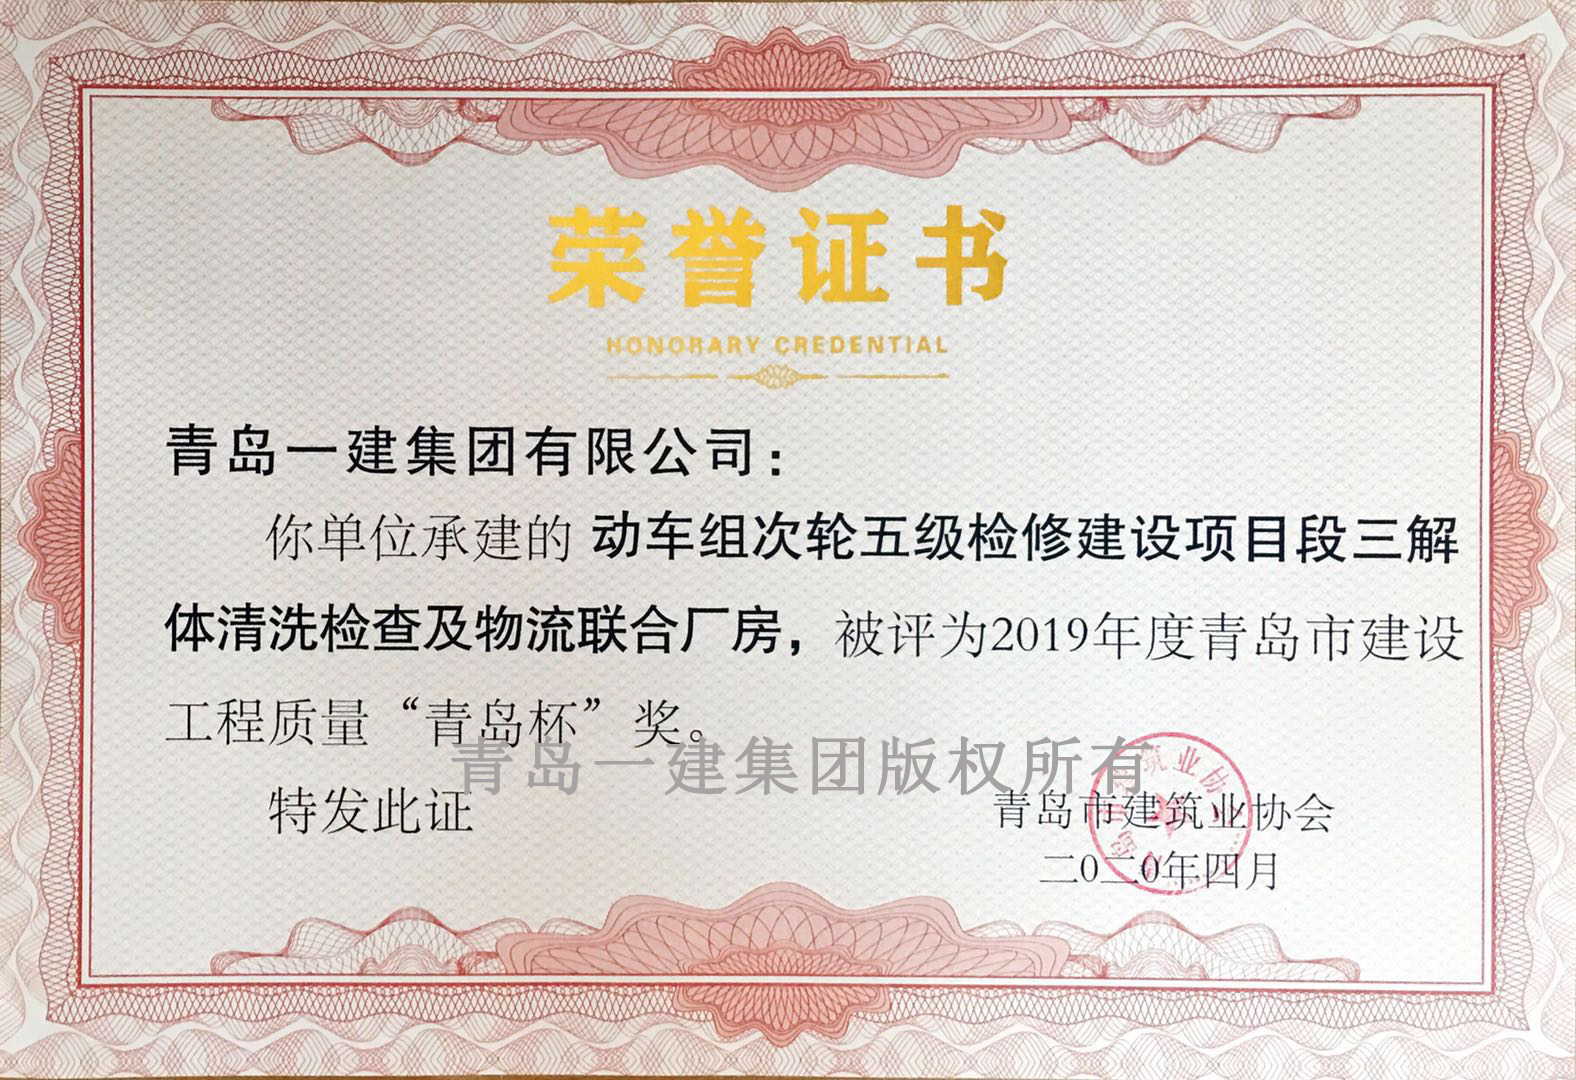 荣誉证书
HONORARY CREDENTIAL
青岛一建集团有限公司：
你单位承建的 动车组次轮五级检修建设项目段三解
体清洗检查及物流联合厂房，被评为2019年度青岛市建设
工程质量“青岛杯”奖。
青岛一建集团版权所有
特发此证
青岛市建筑业协会
二0二0年四月